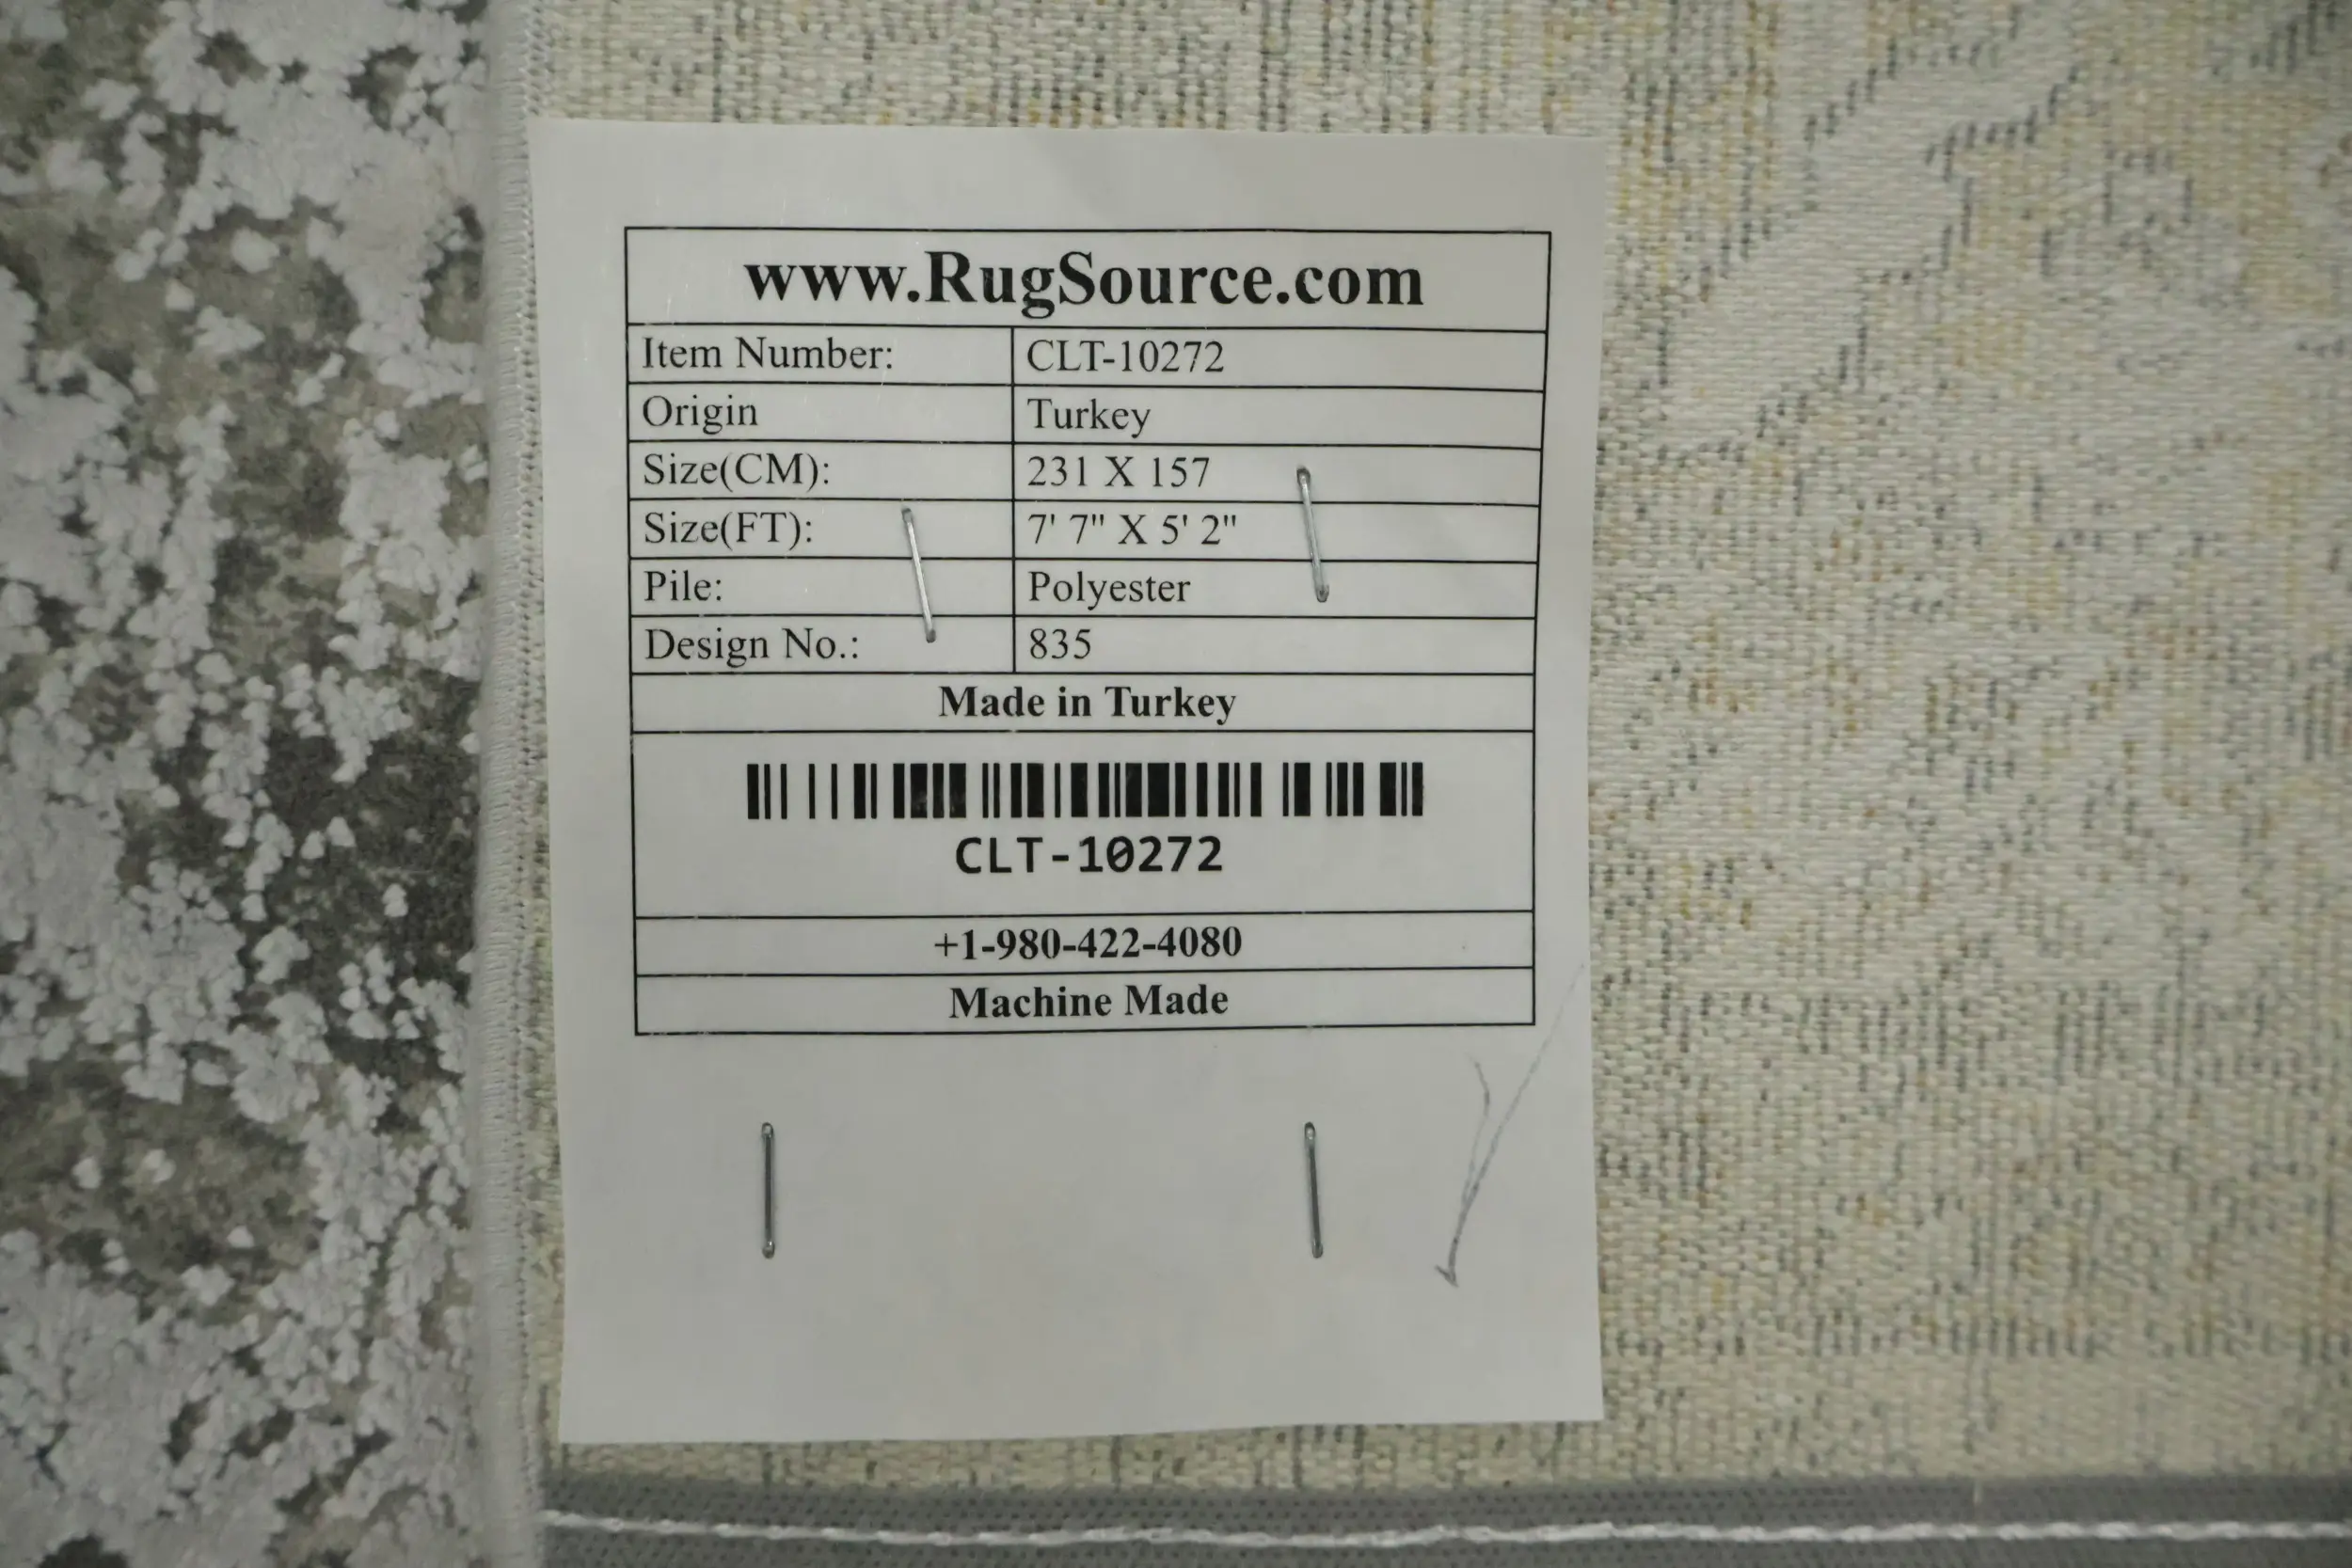 www.RugSource.com
Item Number: CLT-10272
Origin Turkey
Size(CM): 231 X 157
Size(FT): 7' 7" X 5' 2"
Pile: Polyester
Design No.: 835
Made in Turkey
CLT-10272
+1-980-422-4080
Machine Made